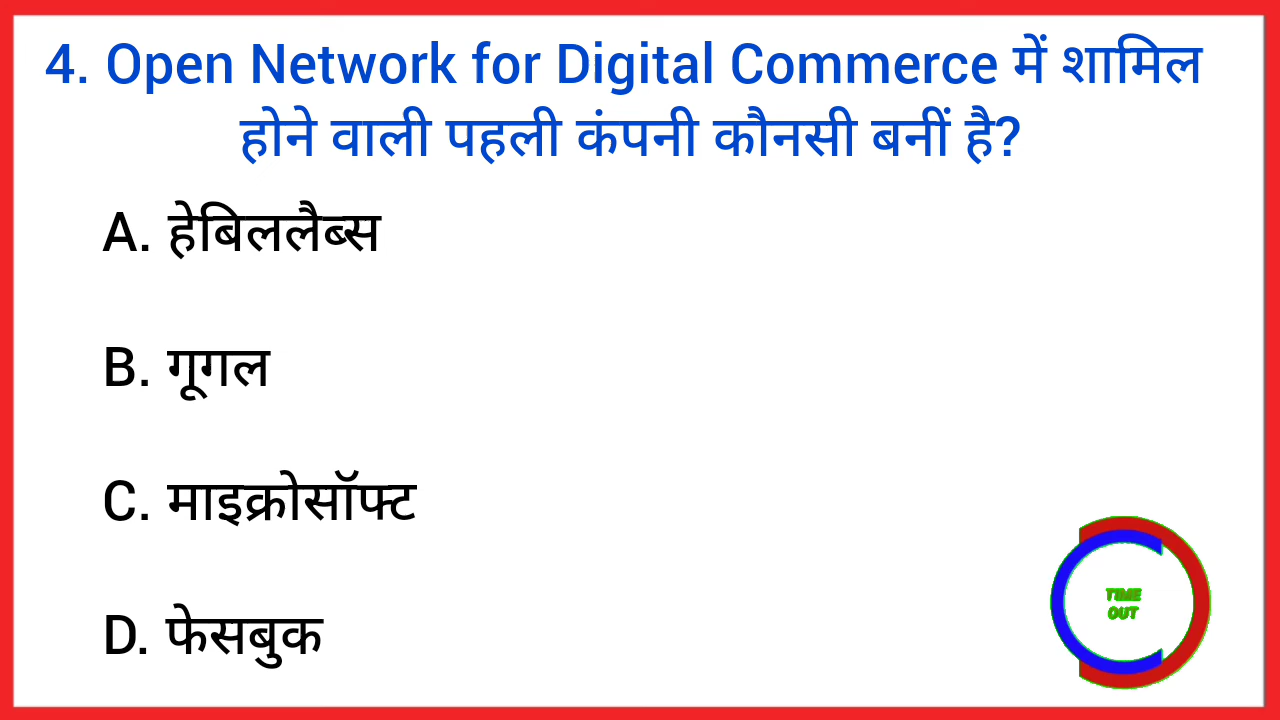 4. Open Network for Digital Commerce में शामिल
होने वाली पहली कंपनी कौनसी बनीं है?
A. हेबिललैब्स
B. गूगल
C. माइक्रोसॉफ्ट
D. फेसबुक
TIME
OUT